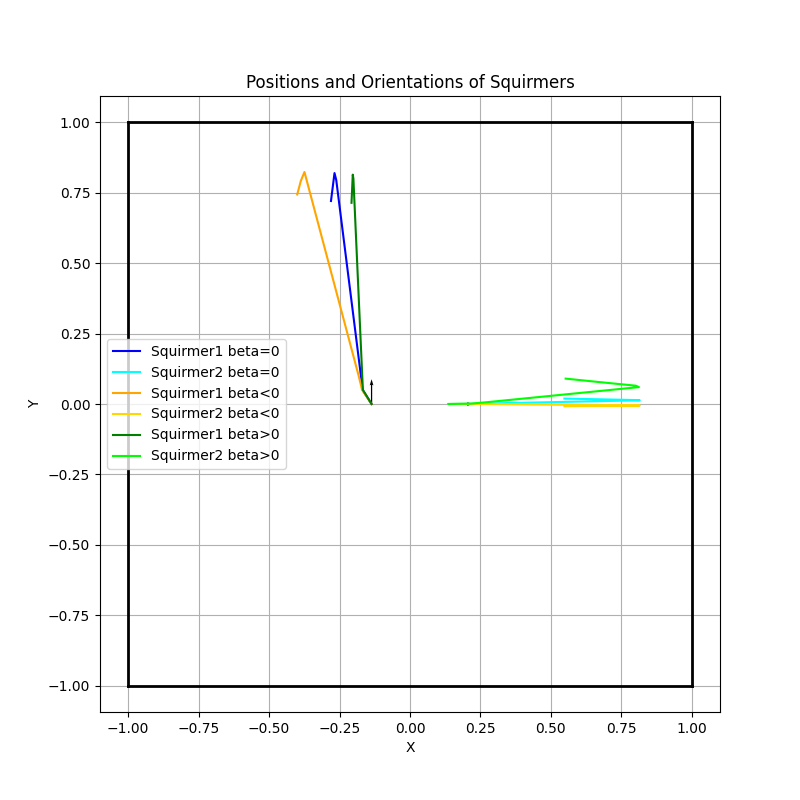 Positions and Orientations of Squirmers
Y
1.00
0.75
0.50
0.25
0.00
−0.25
−0.50
−0.75
−1.00
Squirmer1 beta=0
Squirmer2 beta=0
Squirmer1 beta<0
Squirmer2 beta<0
Squirmer1 beta>0
Squirmer2 beta>0
−1.00 −0.75 −0.50 −0.25 0.00 0.25 0.50 0.75 1.00
X